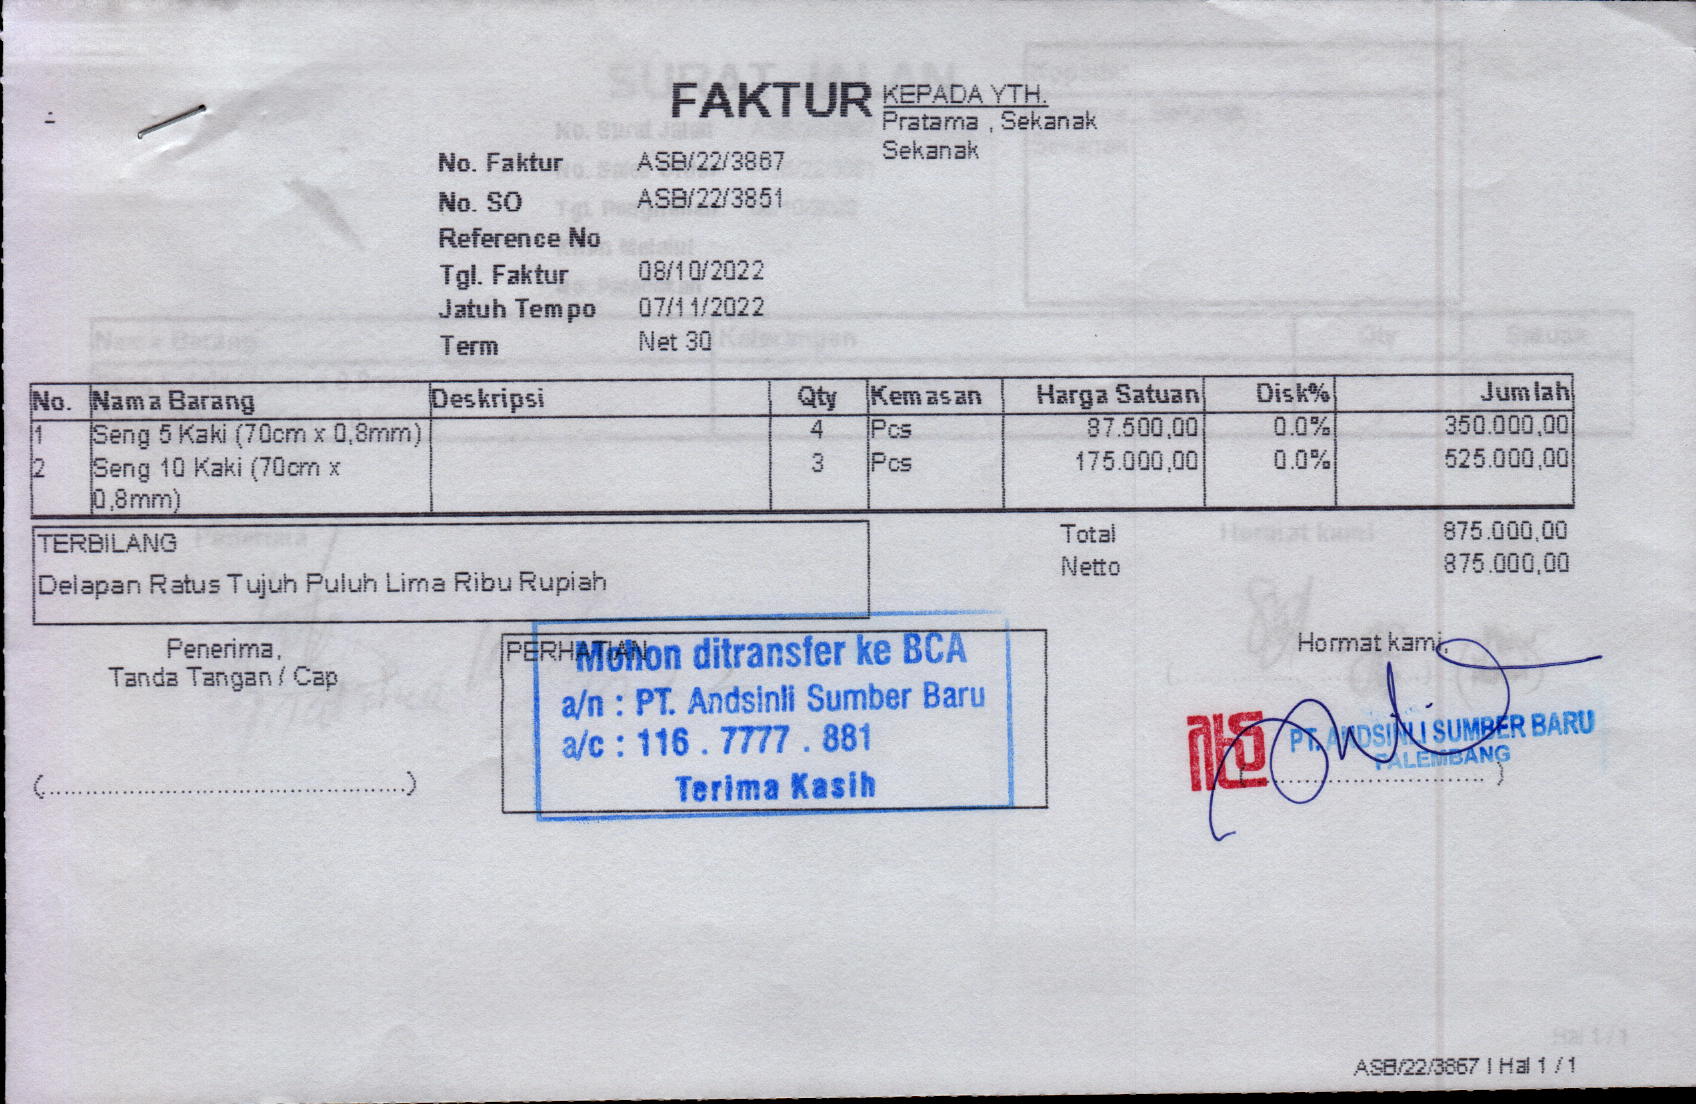 FAKTUR
KEPADA YTH.
Pratama , Sekanak
Sekanak
No. Faktur ASB/22/3867
No. SO ASB/22/3851
Reference No
Tgl. Faktur 08/10/2022
Jatuh Tempo 07/11/2022
Term Net 30
No. Nama Barang Deskripsi Qty Kemasan Harga Satuan Disk% Jumlah
1 Seng 5 Kaki (70cm x 0,8mm) 4 Pcs 87.500,00 0.0% 350.000,00
2 Seng 10 Kaki (70cm x 3 Pcs 175.000,00 0.0% 525.000,00
0,8mm)
Total 875.000,00
Netto 875.000,00
TERBILANG
Delapan Ratus Tujuh Puluh Lima Ribu Rupiah
Penerima,
Tanda Tangan / Cap
(................................................)
PERHATIAN
Mohon ditransfer ke BCA
a/n : PT. Andsinli Sumber Baru
a/c : 116 . 7777 . 881
Terima Kasih
Hormat kami,
PT. ANDSINLI SUMBER BARU
PALEMBANG
ASB/22/3867 | Hal 1 / 1